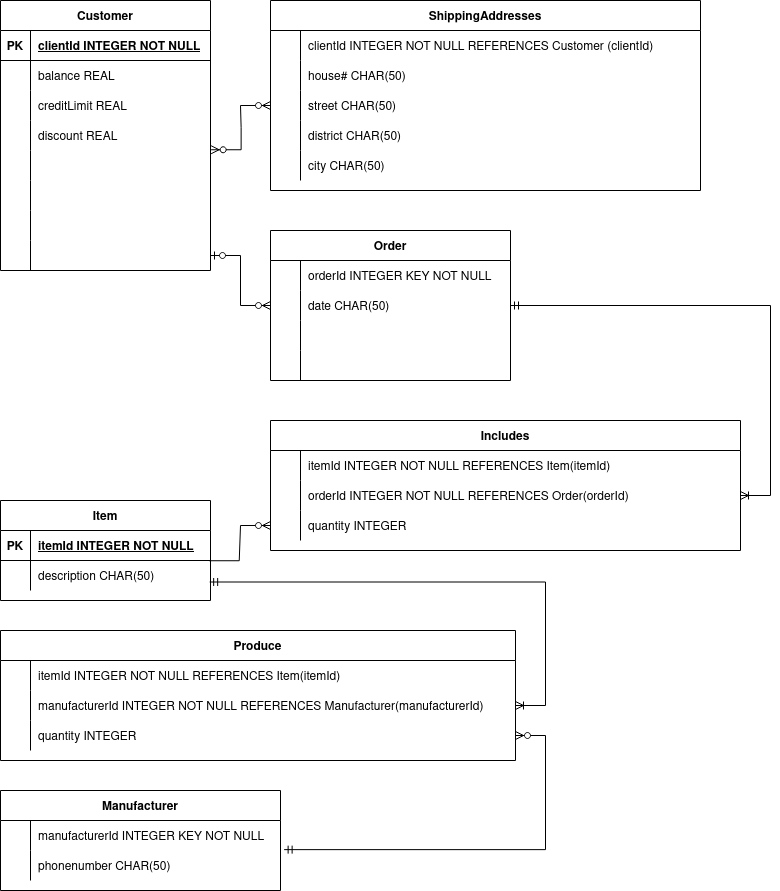 Customer
PK clientId INTEGER NOT NULL
balance REAL
creditLimit REAL
discount REAL
ShippingAddresses
clientId INTEGER NOT NULL REFERENCES Customer (clientId)
house# CHAR(50)
street CHAR(50)
district CHAR(50)
city CHAR(50)
Order
orderId INTEGER KEY NOT NULL
date CHAR(50)
Includes
itemId INTEGER NOT NULL REFERENCES Item(itemId)
orderId INTEGER NOT NULL REFERENCES Order(orderId)
quantity INTEGER
Item
PK itemId INTEGER NOT NULL
description CHAR(50)
Produce
itemId INTEGER NOT NULL REFERENCES Item(itemId)
manufacturerId INTEGER NOT NULL REFERENCES Manufacturer(manufacturerId)
quantity INTEGER
Manufacturer
manufacturerId INTEGER KEY NOT NULL
phonenumber CHAR(50)